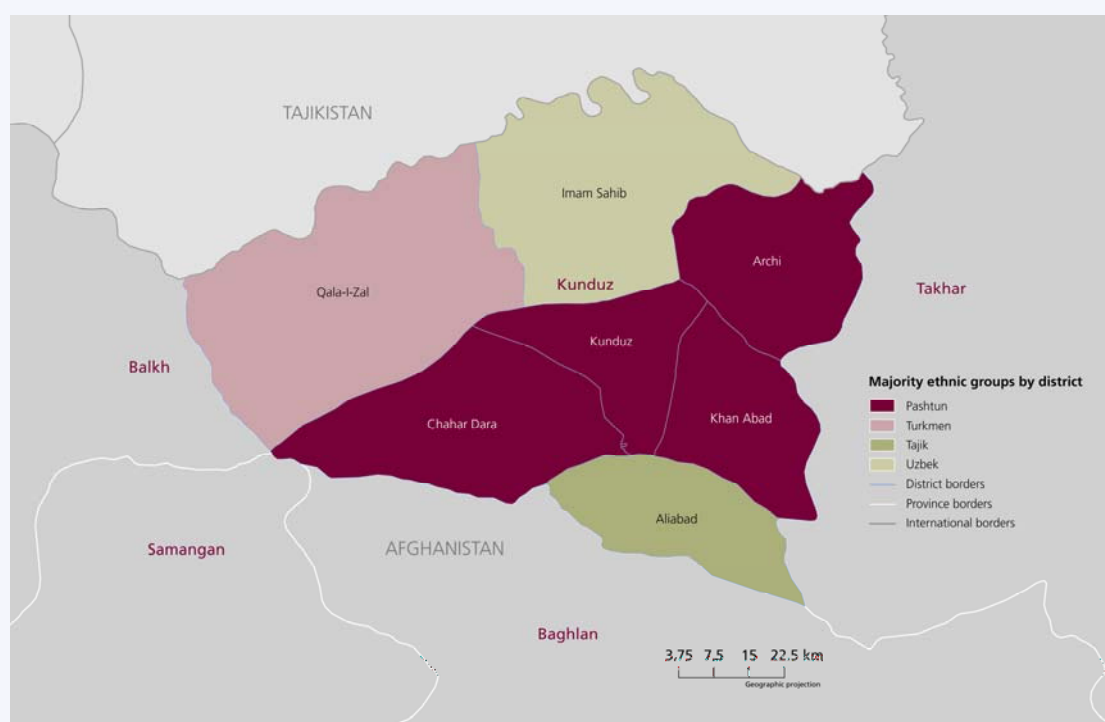 TAJIKISTAN
Imam Sahib
Archi
Qala-I-Zal
Kunduz
Takhar
Kunduz
Balkh
Majority ethnic groups by district
Pashtun
Turkmen
Tajik
Uzbek
District borders
Province borders
International borders
Chahar Dara
Khan Abad
Aliabad
Samangan
AFGHANISTAN
Baghlan
3,75 7,5 15 22.5 km
Geographic projection